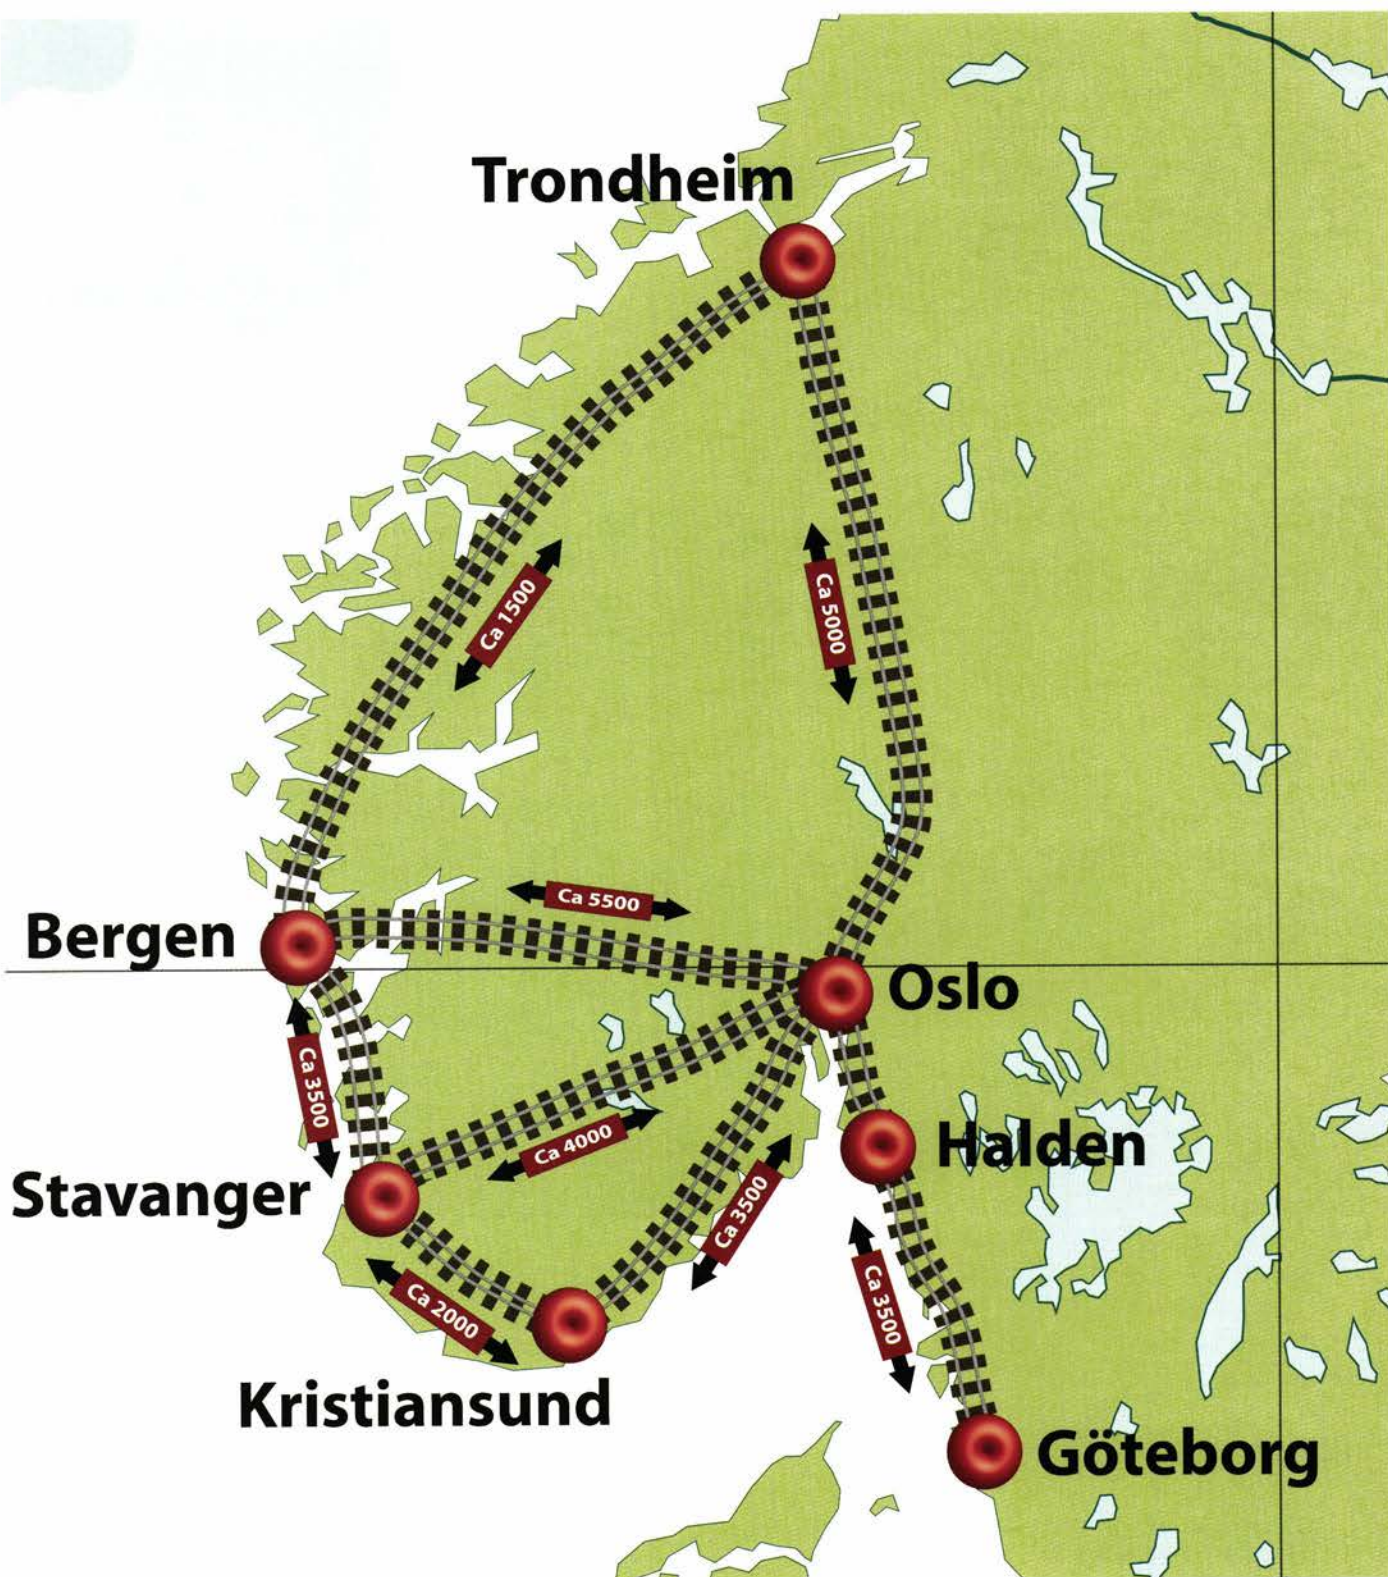 Trondheim
Ca 1500
Ca 5000
Ca 5500
Bergen
Oslo
Ca 3500
Ca 4000
Halden
Stavanger
Ca 3500
Ca 2000
Ca 3500
Kristiansund
Göteborg